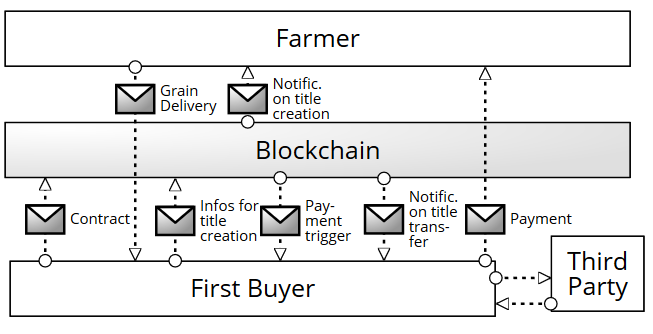 Farmer
Grain
Delivery
Notific.
on title
creation
Blockchain
Contract
Infos for
title
creation
Pay-
ment
trigger
Notific.
on title
trans-
fer
Payment
First Buyer
Third
Party